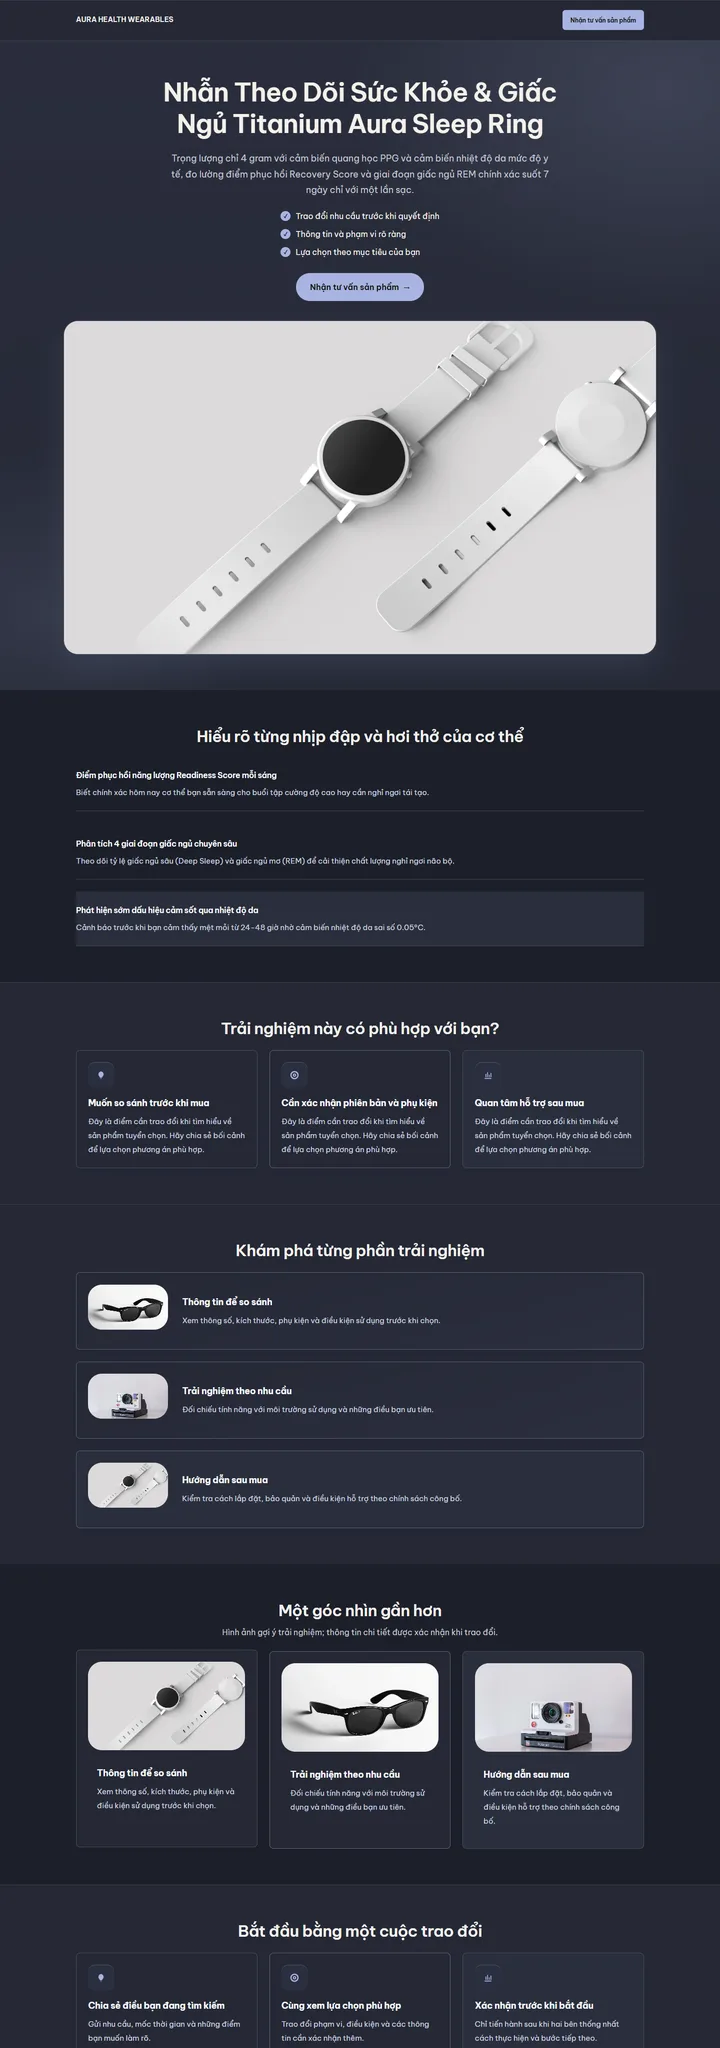 AURA HEALTH WEARABLES
Nhận tư vấn sản phẩm
Nhẫn Theo Dõi Sức Khỏe & Giấc
Ngủ Titanium Aura Sleep Ring
Trọng lượng chỉ 4 gram với cảm biến quang học PPG và cảm biến nhiệt độ da mức độ y
tế, đo lường điểm phục hồi Recovery Score và giai đoạn giấc ngủ REM chính xác suốt 7
ngày chỉ với một lần sạc.
Trao đổi nhu cầu trước khi quyết định
Thông tin và phạm vi rõ ràng
Lựa chọn theo mục tiêu của bạn
Nhận tư vấn sản phẩm →
Hiểu rõ từng nhịp đập và hơi thở của cơ thể
Điểm phục hồi năng lượng Readiness Score mỗi sáng
Biết chính xác hôm nay cơ thể bạn sẵn sàng cho buổi tập cường độ cao hay cần nghỉ ngơi tái tạo.
Phân tích 4 giai đoạn giấc ngủ chuyên sâu
Theo dõi tỷ lệ giấc ngủ sâu (Deep Sleep) và giấc ngủ mơ (REM) để cải thiện chất lượng nghỉ ngơi não bộ.
Phát hiện sớm dấu hiệu cảm sốt qua nhiệt độ da
Cảnh báo trước khi bạn cảm thấy mệt mỏi từ 24-48 giờ nhờ cảm biến nhiệt độ da sai số 0.05°C.
Trải nghiệm này có phù hợp với bạn?
Muốn so sánh trước khi mua
Đây là điểm cần trao đổi khi tìm hiểu về
sản phẩm tuyển chọn. Hãy chia sẻ bối cảnh
để lựa chọn phương án phù hợp.
Cần xác nhận phiên bản và phụ kiện
Đây là điểm cần trao đổi khi tìm hiểu về
sản phẩm tuyển chọn. Hãy chia sẻ bối cảnh
để lựa chọn phương án phù hợp.
Quan tâm hỗ trợ sau mua
Đây là điểm cần trao đổi khi tìm hiểu về
sản phẩm tuyển chọn. Hãy chia sẻ bối cảnh
để lựa chọn phương án phù hợp.
Khám phá từng phần trải nghiệm
Thông tin để so sánh
Xem thông số, kích thước, phụ kiện và điều kiện sử dụng trước khi chọn.
Trải nghiệm theo nhu cầu
Đối chiếu tính năng với môi trường sử dụng và những điều bạn ưu tiên.
Hướng dẫn sau mua
Kiểm tra cách lắp đặt, bảo quản và điều kiện hỗ trợ theo chính sách công bố.
Một góc nhìn gần hơn
Hình ảnh gợi ý trải nghiệm; thông tin chi tiết được xác nhận khi trao đổi.
Thông tin để so sánh
Xem thông số, kích thước, phụ kiện và
điều kiện sử dụng trước khi chọn.
Trải nghiệm theo nhu cầu
Đối chiếu tính năng với môi trường sử
dụng và những điều bạn ưu tiên.
Hướng dẫn sau mua
Kiểm tra cách lắp đặt, bảo quản và
điều kiện hỗ trợ theo chính sách công
bố.
Bắt đầu bằng một cuộc trao đổi
Chia sẻ điều bạn đang tìm kiếm
Gửi nhu cầu, mốc thời gian và những điểm
bạn muốn làm rõ.
Cùng xem lựa chọn phù hợp
Trao đổi phạm vi, điều kiện và các thông
tin cần xác nhận thêm.
Xác nhận trước khi bắt đầu
Chỉ tiến hành sau khi hai bên thống nhất
cách thực hiện và bước tiếp theo.